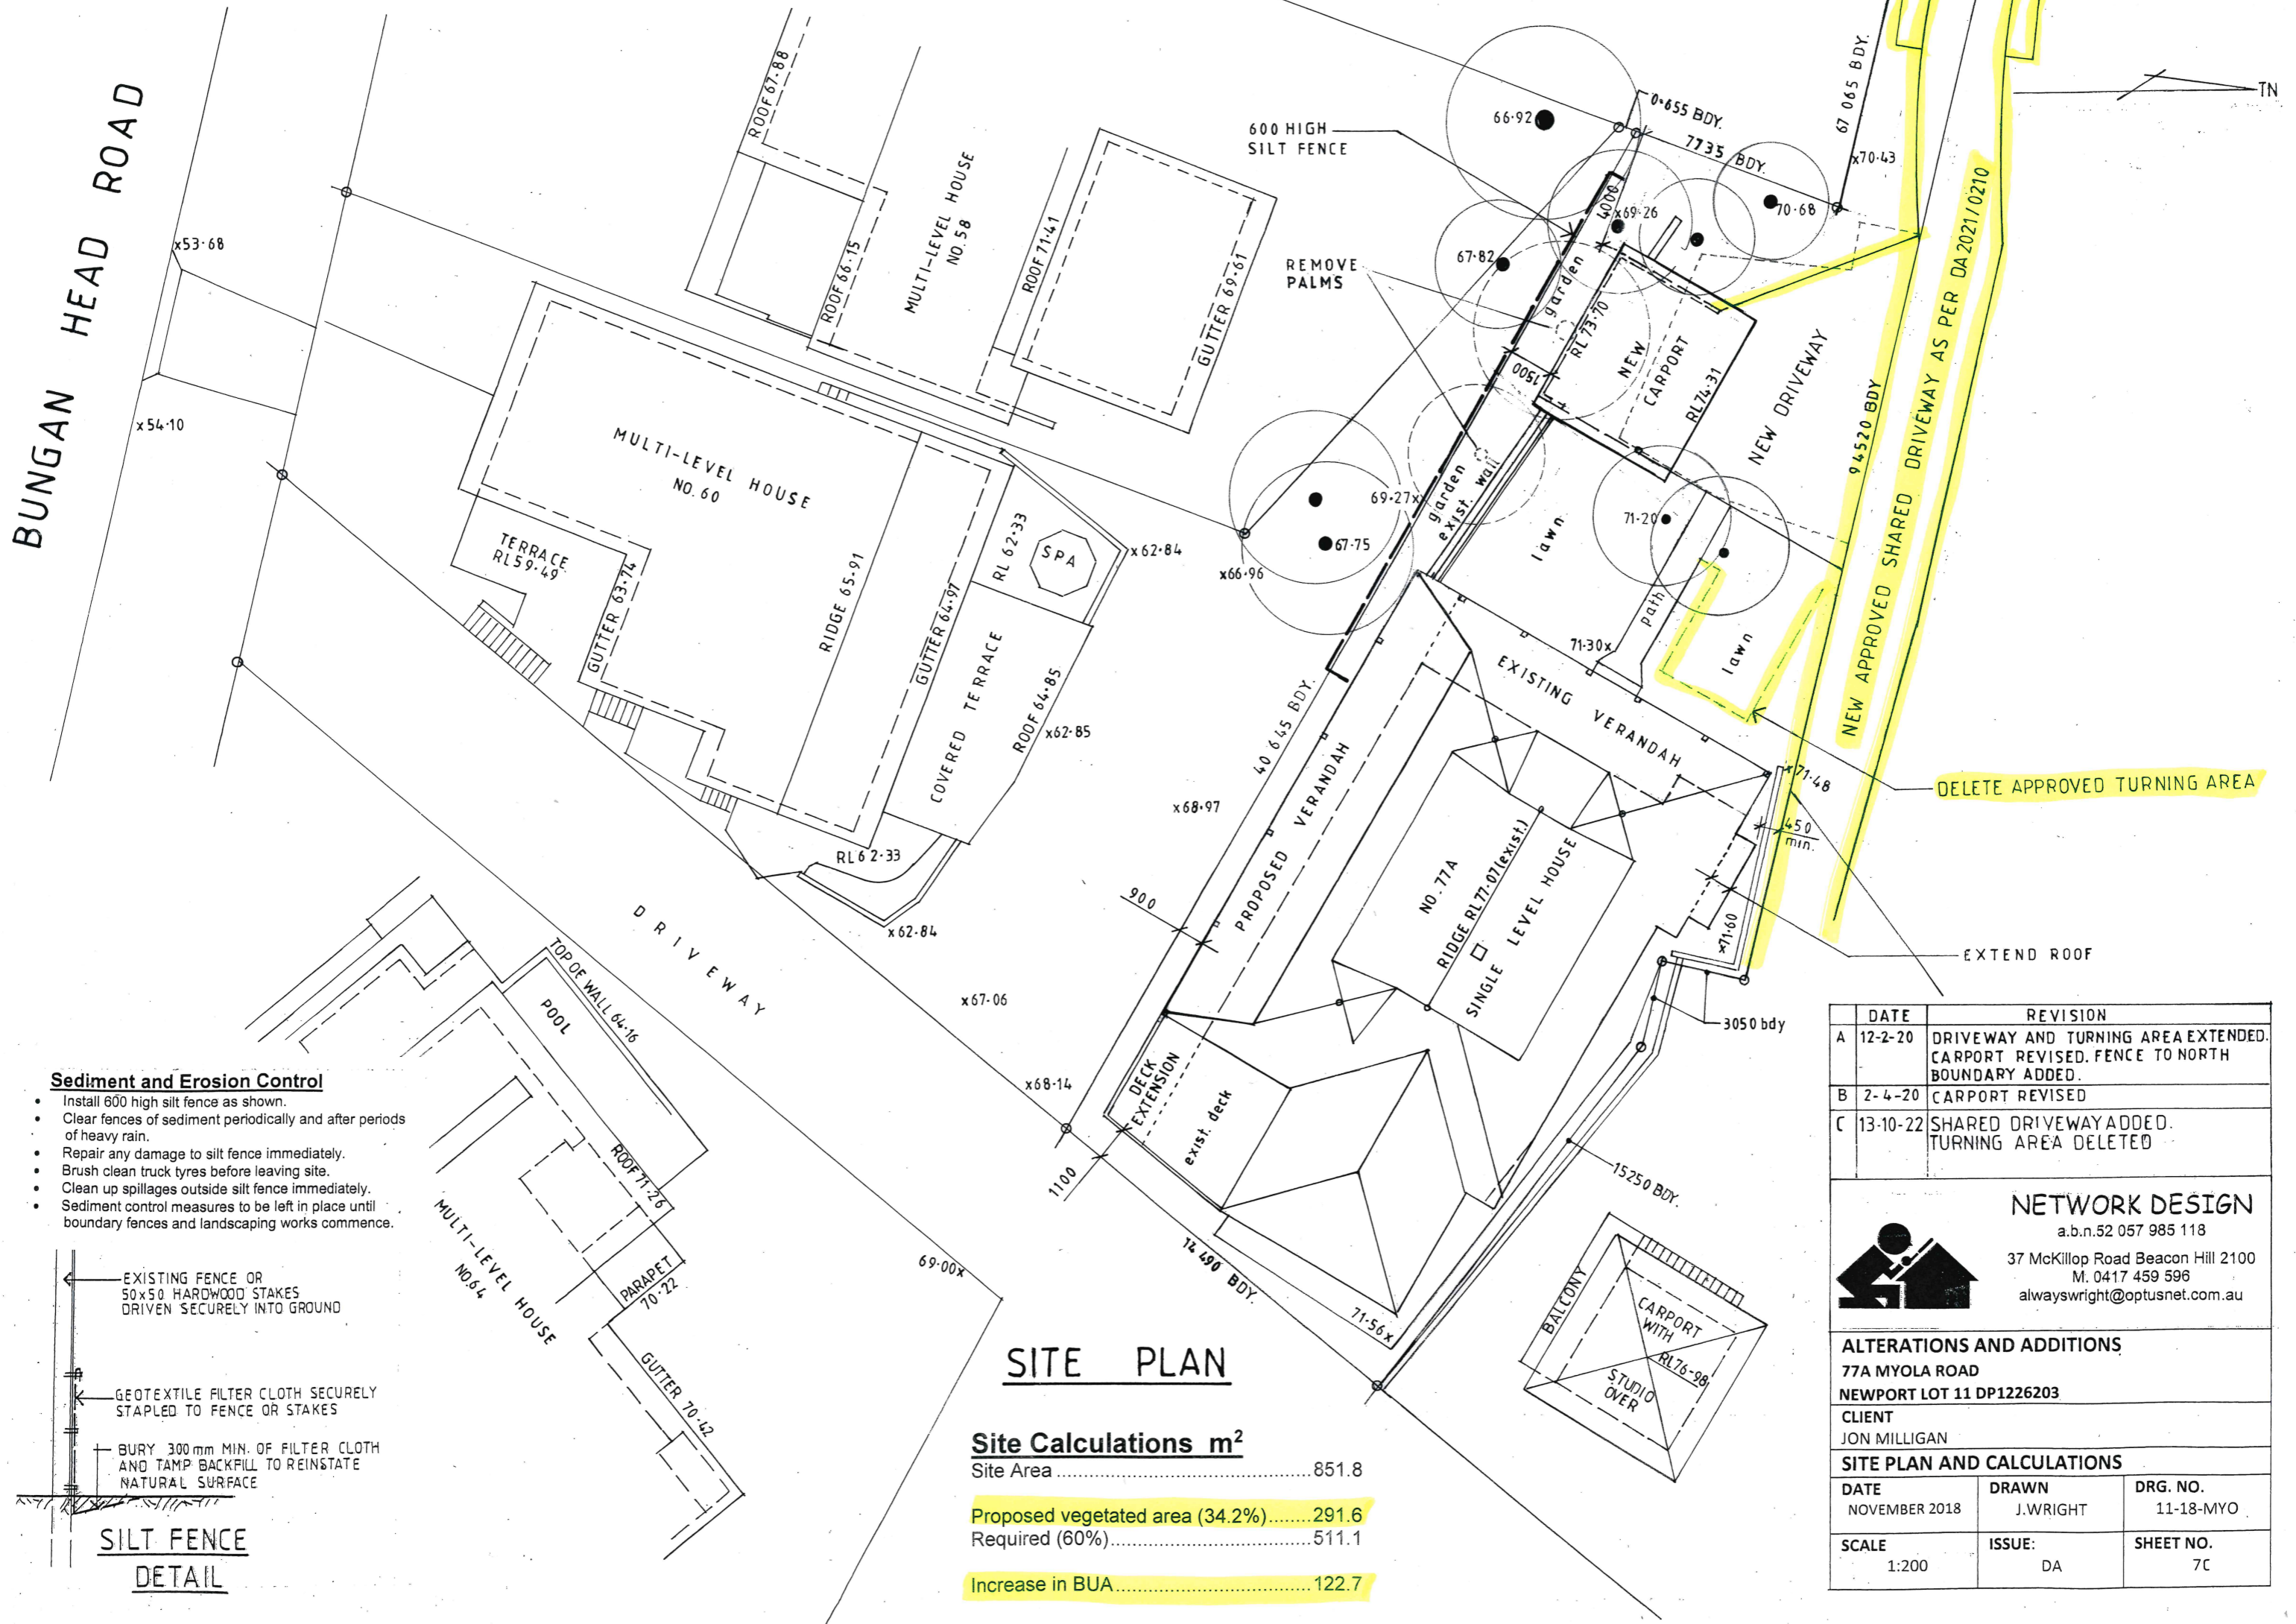 BUNGAN HEAD ROAD
x53·68
x54·10
ROOF 67·88
ROOF 66·15
MULTI-LEVEL HOUSE
NO. 58
ROOF 71·41
GUTTER 69·61
MULTI-LEVEL HOUSE
NO. 60
TERRACE
RL59·49
GUTTER 63·74
RIDGE 65·91
GUTTER 64·97
RL 62·33
SPA
x62·84
COVERED TERRACE
ROOF 64·85
x62·85
RL62·33
x62·84
DRIVEWAY
TOP OF WALL 64·16
POOL
ROOF 71·26
MULTI-LEVEL HOUSE
NO.64
PARAPET
70·22
GUTTER 70·42
69·00x
x67·06
x68·14
x68·97
x66·96
600 HIGH
SILT FENCE
REMOVE
PALMS
66·92
67·82
67·75
69·27x
0·655 BDY.
7735 BDY.
67 065 BDY.
x70·43
TN
4000
x69·26
70·68
garden
RL 73·70
NEW
CARPORT
RL74·31
1500
NEW DRIVEWAY
garden
exist. wall
lawn
71·20
path
lawn
71·30x
94520 BDY
NEW APPROVED SHARED DRIVEWAY AS PER DA2021/0210
EXISTING VERANDAH
x71·48
450
min.
DELETE APPROVED TURNING AREA
EXTEND ROOF
x71·60
3050 bdy
40 645 BDY.
PROPOSED VERANDAH
900
NO. 77A
RIDGE RL77·07(exist.)
SINGLE LEVEL HOUSE
DECK
EXTENSION
exist. deck
1100
14 490 BDY.
71·56x
15250 BDY.
BALCONY
CARPORT
WITH
RL76-98
STUDIO
OVER
Sediment and Erosion Control
• Install 600 high silt fence as shown.
• Clear fences of sediment periodically and after periods
of heavy rain.
• Repair any damage to silt fence immediately.
• Brush clean truck tyres before leaving site.
• Clean up spillages outside silt fence immediately.
• Sediment control measures to be left in place until
boundary fences and landscaping works commence.
EXISTING FENCE OR
50x50 HARDWOOD STAKES
DRIVEN SECURELY INTO GROUND
GEOTEXTILE FILTER CLOTH SECURELY
STAPLED TO FENCE OR STAKES
BURY 300mm MIN. OF FILTER CLOTH
AND TAMP BACKFILL TO REINSTATE
NATURAL SURFACE
SILT FENCE
DETAIL
SITE PLAN
Site Calculations m²
Site Area ..........................................851.8
Proposed vegetated area (34.2%)........291.6
Required (60%)..................................511.1
Increase in BUA.................................122.7
DATE REVISION
A 12-2-20 DRIVEWAY AND TURNING AREA EXTENDED.
CARPORT REVISED. FENCE TO NORTH
BOUNDARY ADDED.
B 2-4-20 CARPORT REVISED
C 13-10-22 SHARED DRIVEWAY ADDED.
TURNING AREA DELETED
NETWORK DESIGN
a.b.n.52 057 985 118
37 McKillop Road Beacon Hill 2100
M. 0417 459 596
alwayswright@optusnet.com.au
ALTERATIONS AND ADDITIONS
77A MYOLA ROAD
NEWPORT LOT 11 DP1226203
CLIENT
JON MILLIGAN
SITE PLAN AND CALCULATIONS
DATE DRAWN DRG. NO.
NOVEMBER 2018 J.WRIGHT 11-18-MYO
SCALE ISSUE: SHEET NO.
1:200 DA 7C